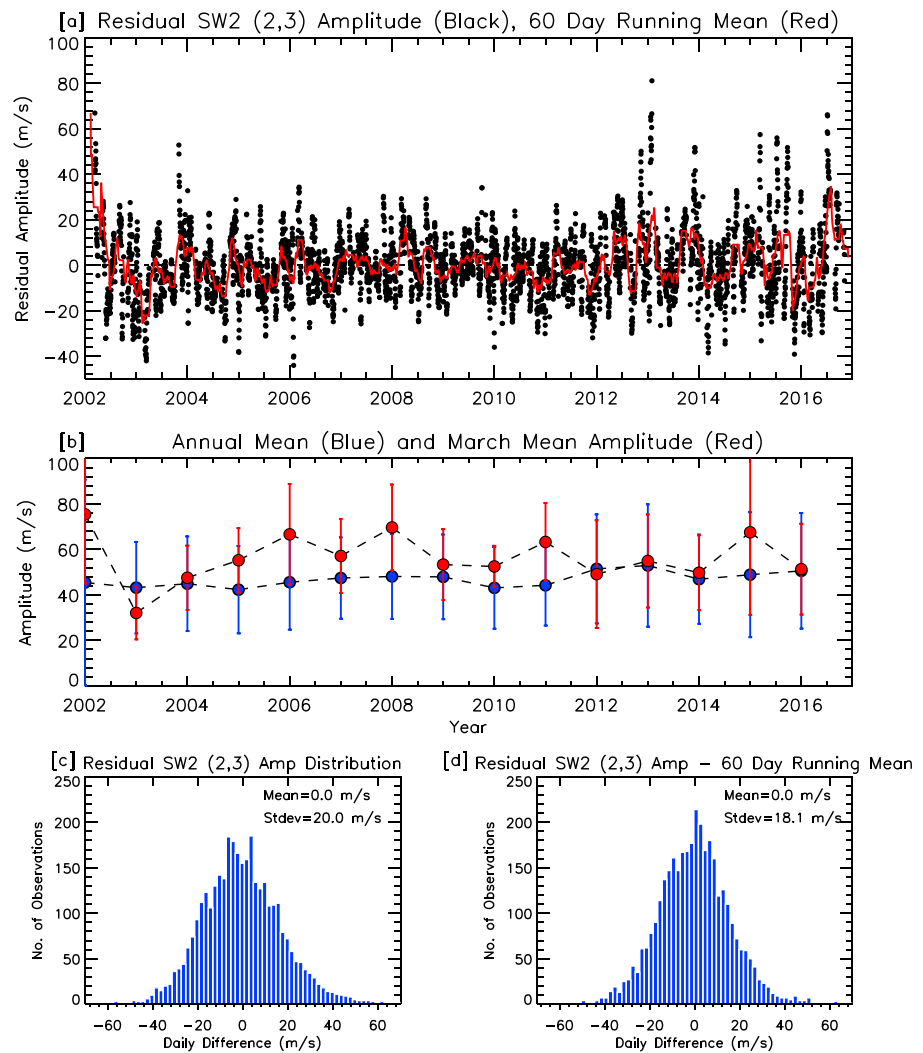 [a] Residual SW2 (2,3) Amplitude (Black), 60 Day Running Mean (Red)
100
80
60
40
20
0
-20
-40
Residual Amplitude (m/s)
2002 2004 2006 2008 2010 2012 2014 2016
[b] Annual Mean (Blue) and March Mean Amplitude (Red)
100
80
60
40
20
0
Amplitude (m/s)
2002 2004 2006 2008 2010 2012 2014 2016
Year
[c] Residual SW2 (2,3) Amp Distribution
250
200
150
100
50
0
No. of Observations
Mean=0.0 m/s
Stdev=20.0 m/s
-60 -40 -20 0 20 40 60
Daily Difference (m/s)
[d] Residual SW2 (2,3) Amp - 60 Day Running Mean
250
200
150
100
50
0
No. of Observations
Mean=0.0 m/s
Stdev=18.1 m/s
-60 -40 -20 0 20 40 60
Daily Difference (m/s)